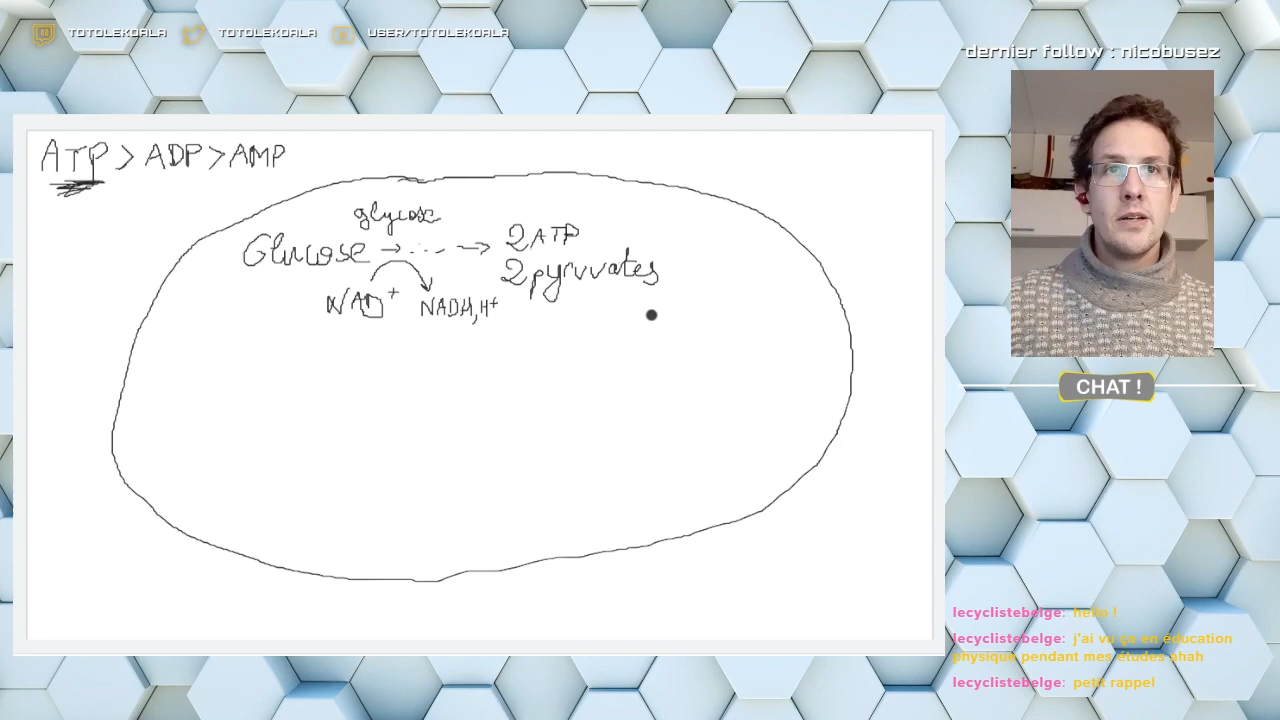 TOTOLEKOALA TOTOLEKOALA USER/TOTOLEKOALA
dernier follow : nicobusez
ATP > ADP > AMP
glycose
Glucose → ... → 2 ATP
2 pyruvates
NAD+ NADH,H+
CHAT !
lecyclistebelge: hello !
lecyclistebelge: j'ai vu ça en éducation
physique pendant mes études ahah
lecyclistebelge: petit rappel